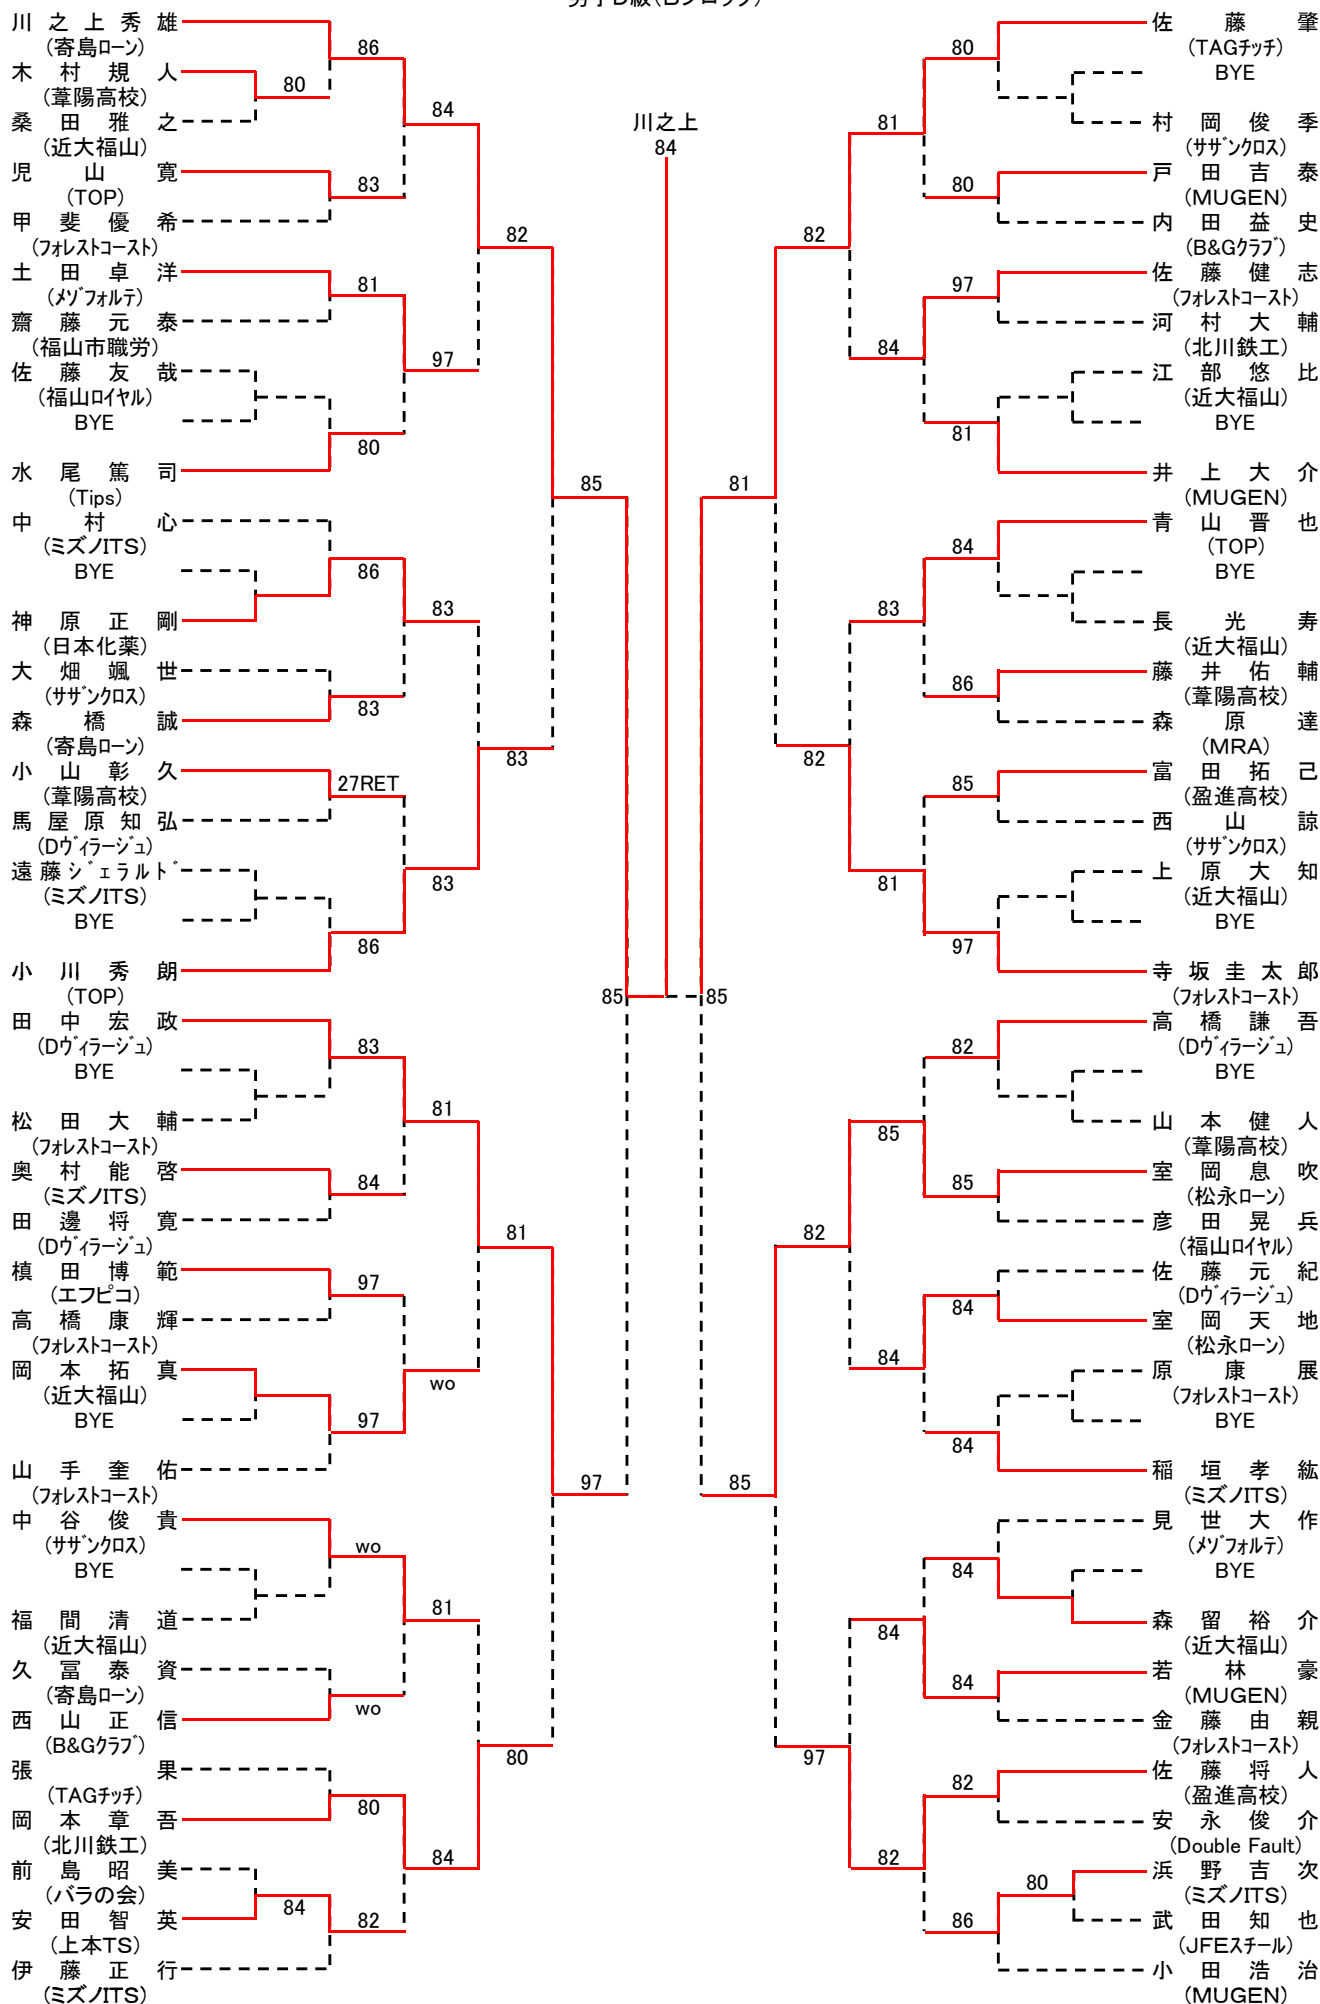 男子D級(Bブロック)
川之上
84
川之上秀雄
(寄島ローン)
木村規人
(葦陽高校)
桑田雅之
(近大福山)
児山寛
(TOP)
甲斐優希
(フォレストコースト)
土田卓洋
(メゾフォルテ)
齋藤元泰
(福山市職労)
佐藤友哉
(福山ロイヤル)
BYE
水尾篤司
(Tips)
中村心
(ミズノITS)
BYE
神原正剛
(日本化薬)
大畑颯世
(サザンクロス)
森橋誠
(寄島ローン)
小山彰久
(葦陽高校)
馬屋原知弘
(Dヴィラージュ)
遠藤ジェラルド
(ミズノITS)
BYE
小川秀朗
(TOP)
田中宏政
(Dヴィラージュ)
BYE
松田大輔
(フォレストコースト)
奥村能啓
(ミズノITS)
田邊将寛
(Dヴィラージュ)
槙田博範
(エフピコ)
高橋康輝
(フォレストコースト)
岡本拓真
(近大福山)
BYE
山手奎佑
(フォレストコースト)
中谷俊貴
(サザンクロス)
BYE
福間清道
(近大福山)
久冨泰資
(寄島ローン)
西山正信
(B&Gクラブ)
張果
(TAGチッチ)
岡本章吾
(北川鉄工)
前島昭美
(バラの会)
安田智英
(上本TS)
伊藤正行
(ミズノITS)
80
84
86
83
81
80
86
83
27RET
86
83
84
97
97
wo
wo
80
82
84
97
83
83
81
wo
81
84
82
83
81
80
85
97
85
85
81
85
82
82
82
97
81
84
83
81
85
84
84
82
80
80
97
81
84
86
85
97
82
85
84
84
84
84
82
86
80
佐藤肇
(TAGチッチ)
BYE
村岡俊季
(サザンクロス)
戸田吉泰
(MUGEN)
内田益史
(B&Gクラブ)
佐藤健志
(フォレストコースト)
河村大輔
(北川鉄工)
江部悠比
(近大福山)
BYE
井上大介
(MUGEN)
青山晋也
(TOP)
BYE
長光寿
(近大福山)
藤井佑輔
(葦陽高校)
森原達
(MRA)
富田拓己
(盈進高校)
西山諒
(サザンクロス)
上原大知
(近大福山)
BYE
寺坂圭太郎
(フォレストコースト)
高橋謙吾
(Dヴィラージュ)
BYE
山本健人
(葦陽高校)
室岡息吹
(松永ローン)
彦田晃兵
(福山ロイヤル)
佐藤元紀
(Dヴィラージュ)
室岡天地
(松永ローン)
原康展
(フォレストコースト)
BYE
稲垣孝紘
(ミズノITS)
見世大作
(メゾフォルテ)
BYE
森留裕介
(近大福山)
若林豪
(MUGEN)
金藤由親
(フォレストコースト)
佐藤将人
(盈進高校)
安永俊介
(Double Fault)
浜野吉次
(ミズノITS)
武田知也
(JFEスチール)
小田浩治
(MUGEN)